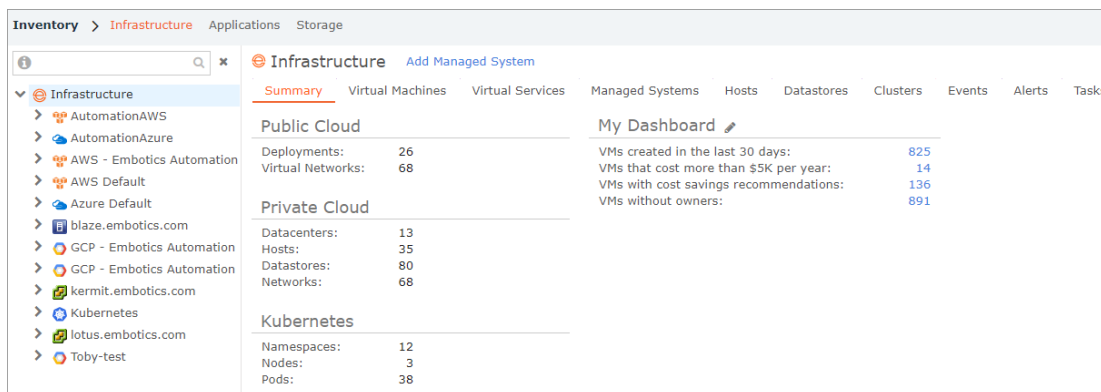 Inventory > Infrastructure Applications Storage
Infrastructure
AutomationAWS
AutomationAzure
AWS - Embotics Automation
AWS Default
Azure Default
blaze.embotics.com
GCP - Embotics Automation
GCP - Embotics Automation
kermit.embotics.com
Kubernetes
lotus.embotics.com
Toby-test
Infrastructure Add Managed System
Summary Virtual Machines Virtual Services Managed Systems Hosts Datastores Clusters Events Alerts Tasks
Public Cloud
Deployments: 26
Virtual Networks: 68
Private Cloud
Datacenters: 13
Hosts: 35
Datastores: 80
Networks: 68
Kubernetes
Namespaces: 12
Nodes: 3
Pods: 38
My Dashboard
VMs created in the last 30 days: 825
VMs that cost more than $5K per year: 14
VMs with cost savings recommendations: 136
VMs without owners: 891